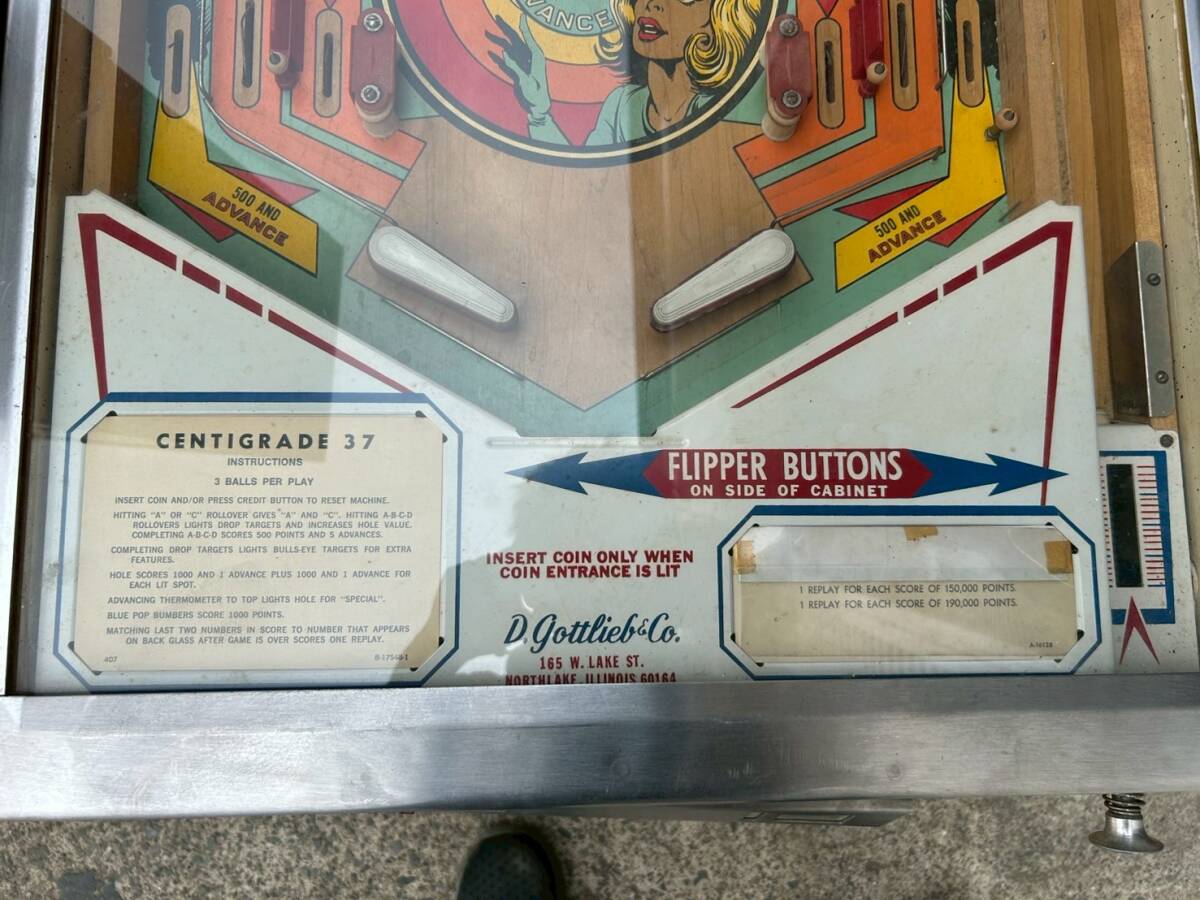 VANCE
500 AND
ADVANCE
500 AND
ADVANCE
CENTIGRADE 37
INSTRUCTIONS
3 BALLS PER PLAY
INSERT COIN AND/OR PRESS CREDIT BUTTON TO RESET MACHINE.
HITTING "A" OR "C" ROLLOVER GIVES "A" AND "C". HITTING A-B-C-D
ROLLOVERS LIGHTS DROP TARGETS AND INCREASES HOLE VALUE.
COMPLETING A-B-C-D SCORES 500 POINTS AND 5 ADVANCES.
COMPLETING DROP TARGETS LIGHTS BULLS-EYE TARGETS FOR EXTRA
FEATURES.
HOLE SCORES 1000 AND 1 ADVANCE PLUS 1000 AND 1 ADVANCE FOR
EACH LIT SPOT.
ADVANCING THERMOMETER TO TOP LIGHTS HOLE FOR "SPECIAL".
BLUE POP BUMBERS SCORE 1000 POINTS.
MATCHING LAST TWO NUMBERS IN SCORE TO NUMBER THAT APPEARS
ON BACK GLASS AFTER GAME IS OVER SCORES ONE REPLAY.
407
B-17548-1
FLIPPER BUTTONS
ON SIDE OF CABINET
INSERT COIN ONLY WHEN
COIN ENTRANCE IS LIT
D. Gottlieb & Co.
165 W. LAKE ST.
NORTHLAKE, ILLINOIS 60164
1 REPLAY FOR EACH SCORE OF 150,000 POINTS.
1 REPLAY FOR EACH SCORE OF 190,000 POINTS.
A-16128